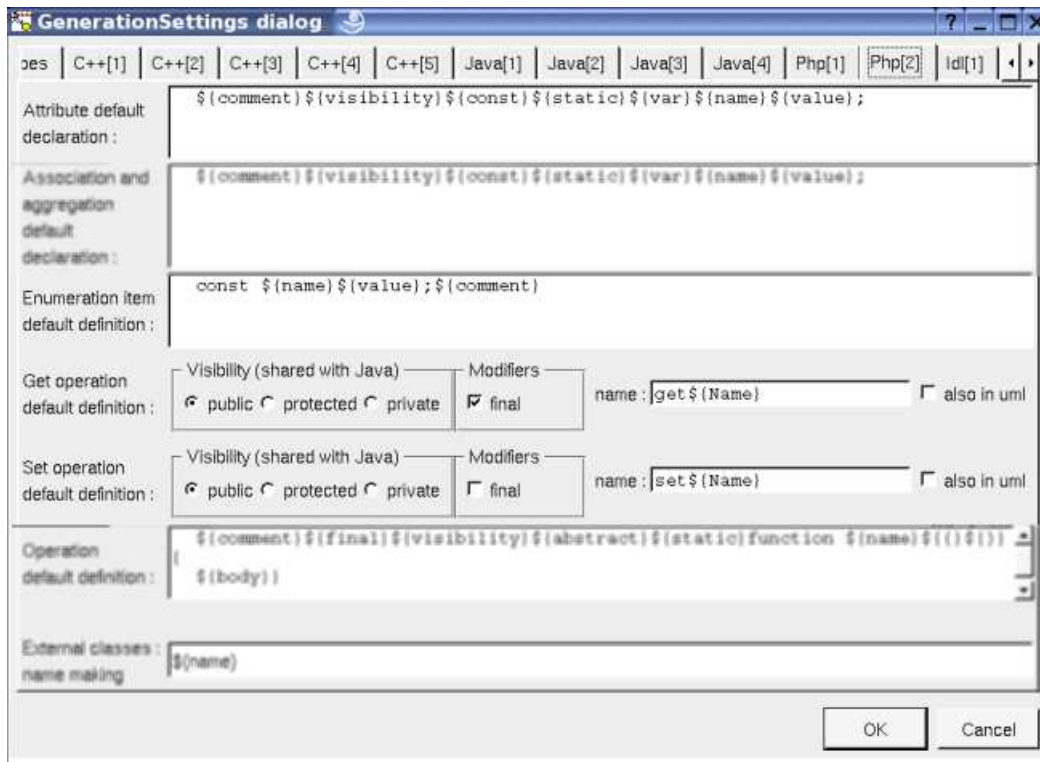 GenerationSettings dialog
pes C++[1] C++[2] C++[3] C++[4] C++[5] Java[1] Java[2] Java[3] Java[4] Php[1] Php[2] Idl[1]
Attribute default
declaration :
${comment}${visibility}${const}${static}${var}${name}${value};
Association and
aggregation
default
declaration :
${comment}${visibility}${const}${static}${var}${name}${value};
Enumeration item
default definition :
const ${name}${value};${comment}
Get operation
default definition :
Visibility (shared with Java)
public protected private
Modifiers
final
name : get${Name}
also in uml
Set operation
default definition :
Visibility (shared with Java)
public protected private
Modifiers
final
name : set${Name}
also in uml
Operation
default definition :
${comment}${final}${visibility}${abstract}${static}function ${name}${(}${)}
{
${body}}
External classes :
name making
${name}
OK Cancel